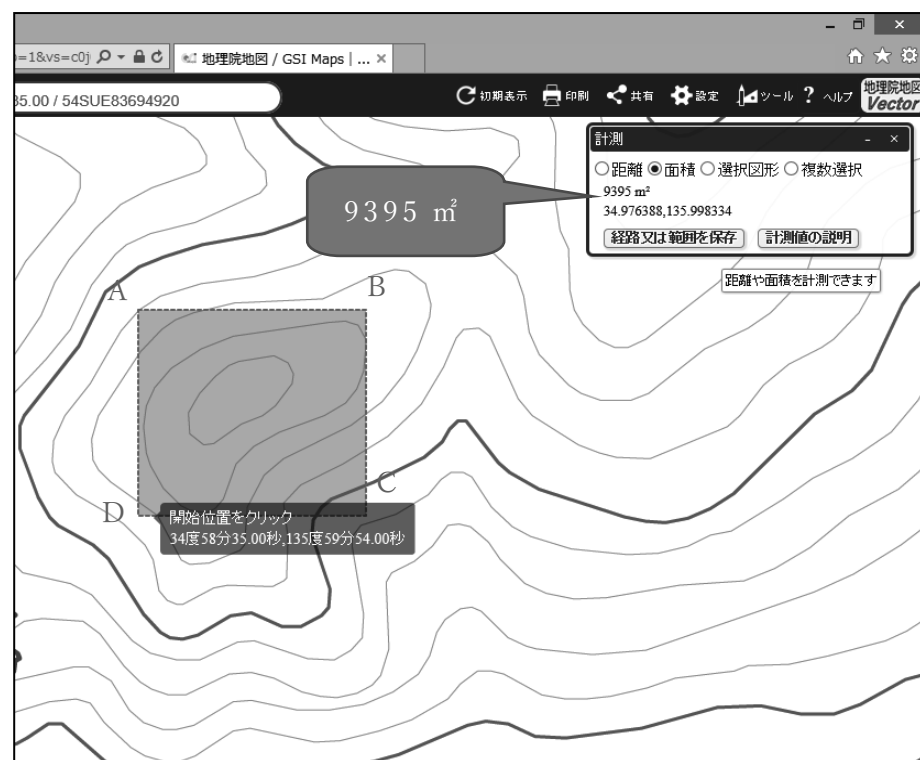 =1&vs=c0j
地理院地図 / GSI Maps | ... ×
35.00 / 54SUE83694920
初期表示 印刷 共有 設定 ツール ? ヘルプ
地理院地図
Vector
計測 - ×
距離 面積 選択図形 複数選択
9395 m²
34.976388,135.998334
経路又は範囲を保存 計測値の説明
距離や面積を計測できます
9395 ㎡
A
B
C
D
開始位置をクリック
34度58分35.00秒,135度59分54.00秒